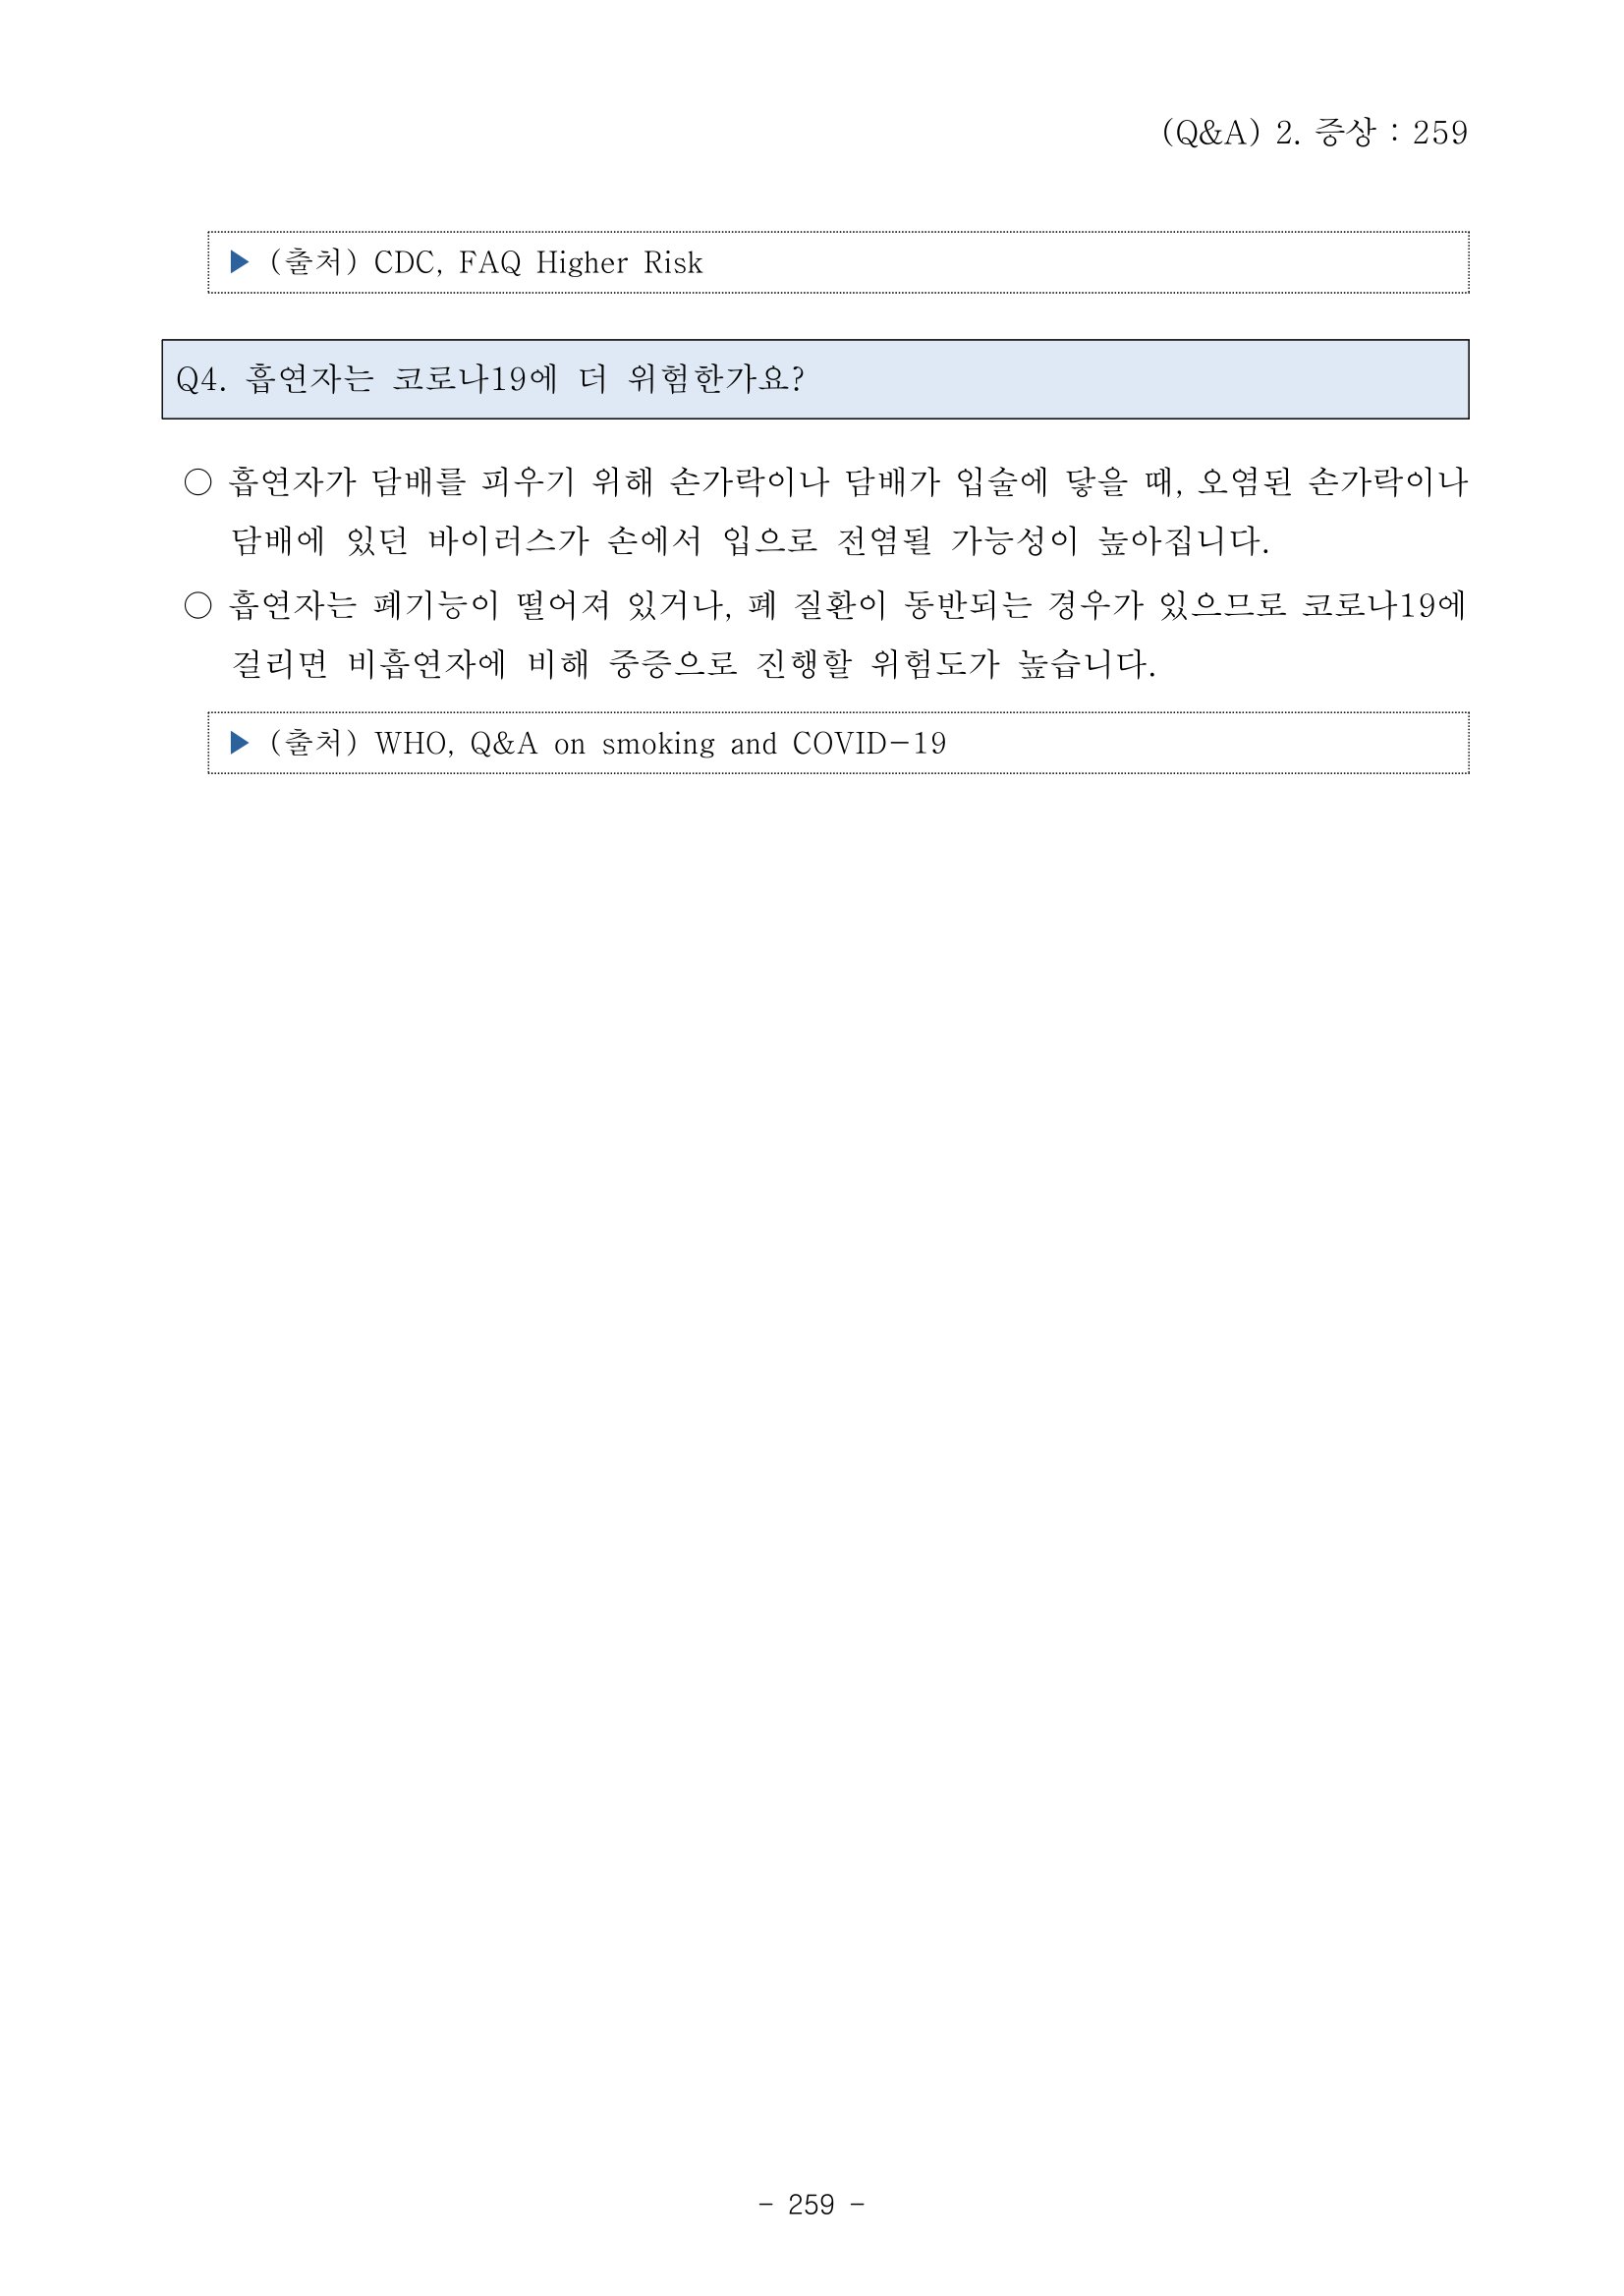 (Q&A) 2. 증상 : 259
▶ (출처) CDC, FAQ Higher Risk
Q4. 흡연자는 코로나19에 더 위험한가요?
○ 흡연자가 담배를 피우기 위해 손가락이나 담배가 입술에 닿을 때, 오염된 손가락이나
담배에 있던 바이러스가 손에서 입으로 전염될 가능성이 높아집니다.
○ 흡연자는 폐기능이 떨어져 있거나, 폐 질환이 동반되는 경우가 있으므로 코로나19에
걸리면 비흡연자에 비해 중증으로 진행할 위험도가 높습니다.
▶ (출처) WHO, Q&A on smoking and COVID-19
- 259 -